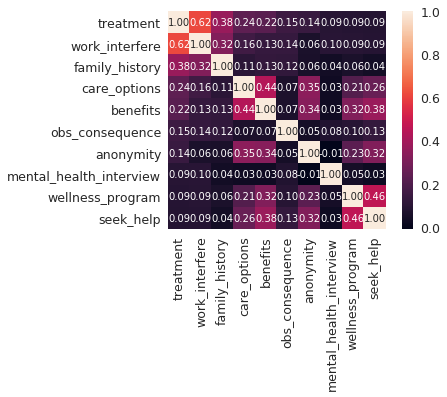 treatment 1.00 0.62 0.38 0.24 0.22 0.15 0.14 0.09 0.09 0.09
work_interfere 0.62 1.00 0.32 0.16 0.13 0.14 0.06 0.10 0.09 0.09
family_history 0.38 0.32 1.00 0.11 0.13 0.12 0.06 0.04 0.06 0.04
care_options 0.24 0.16 0.11 1.00 0.44 0.07 0.35 0.03 0.21 0.26
benefits 0.22 0.13 0.13 0.44 1.00 0.07 0.34 0.03 0.32 0.38
obs_consequence 0.15 0.14 0.12 0.07 0.07 1.00 0.05 0.08 0.10 0.13
anonymity 0.14 0.06 0.06 0.35 0.34 0.05 1.00 -0.01 0.23 0.32
mental_health_interview 0.09 0.10 0.04 0.03 0.03 0.08 -0.01 1.00 0.05 0.03
wellness_program 0.09 0.09 0.06 0.21 0.32 0.10 0.23 0.05 1.00 0.46
seek_help 0.09 0.09 0.04 0.26 0.38 0.13 0.32 0.03 0.46 1.00
treatment
work_interfere
family_history
care_options
benefits
obs_consequence
anonymity
mental_health_interview
wellness_program
seek_help
1.0
0.8
0.6
0.4
0.2
0.0